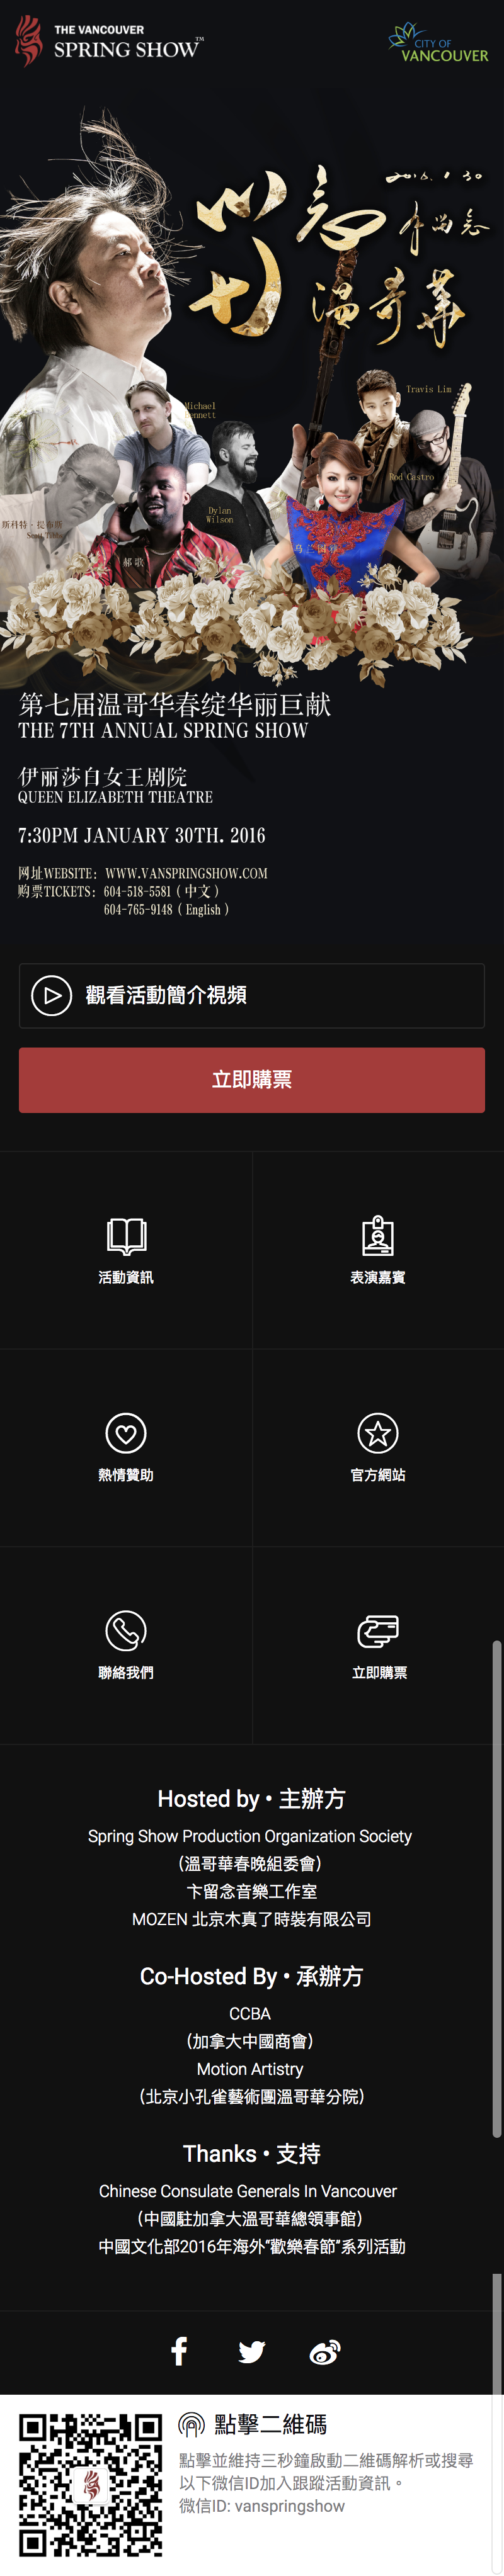 THE VANCOUVER
SPRING SHOW™
CITY OF
VANCOUVER
2016.1.30
卞留念
温哥華
Michael
Bennett
Travis Lim
Rod Castro
Dylan
Wilson
斯科特·提布斯
郝歌
乌兰图雅
第七届温哥华春绽华丽巨献
THE 7TH ANNUAL SPRING SHOW
伊丽莎白女王剧院
QUEEN ELIZABETH THEATRE
7:30PM JANUARY 30TH. 2016
网址WEBSITE: WWW.VANSPRINGSHOW.COM
购票TICKETS: 604-518-5581 ( 中文 )
604-765-9148 ( English )
觀看活動簡介視頻
立即購票
活動資訊
表演嘉賓
熱情贊助
官方網站
聯絡我們
立即購票
Hosted by • 主辦方
Spring Show Production Organization Society
(溫哥華春晚組委會)
卞留念音樂工作室
MOZEN 北京木真了時裝有限公司
Co-Hosted By • 承辦方
CCBA
(加拿大中國商會)
Motion Artistry
(北京小孔雀藝術團溫哥華分院)
Thanks • 支持
Chinese Consulate Generals In Vancouver
(中國駐加拿大溫哥華總領事館)
中國文化部2016年海外“歡樂春節”系列活動
點擊二維碼
點擊並維持三秒鐘啟動二維碼解析或搜尋
以下微信ID加入跟蹤活動資訊。
微信ID: vanspringshow